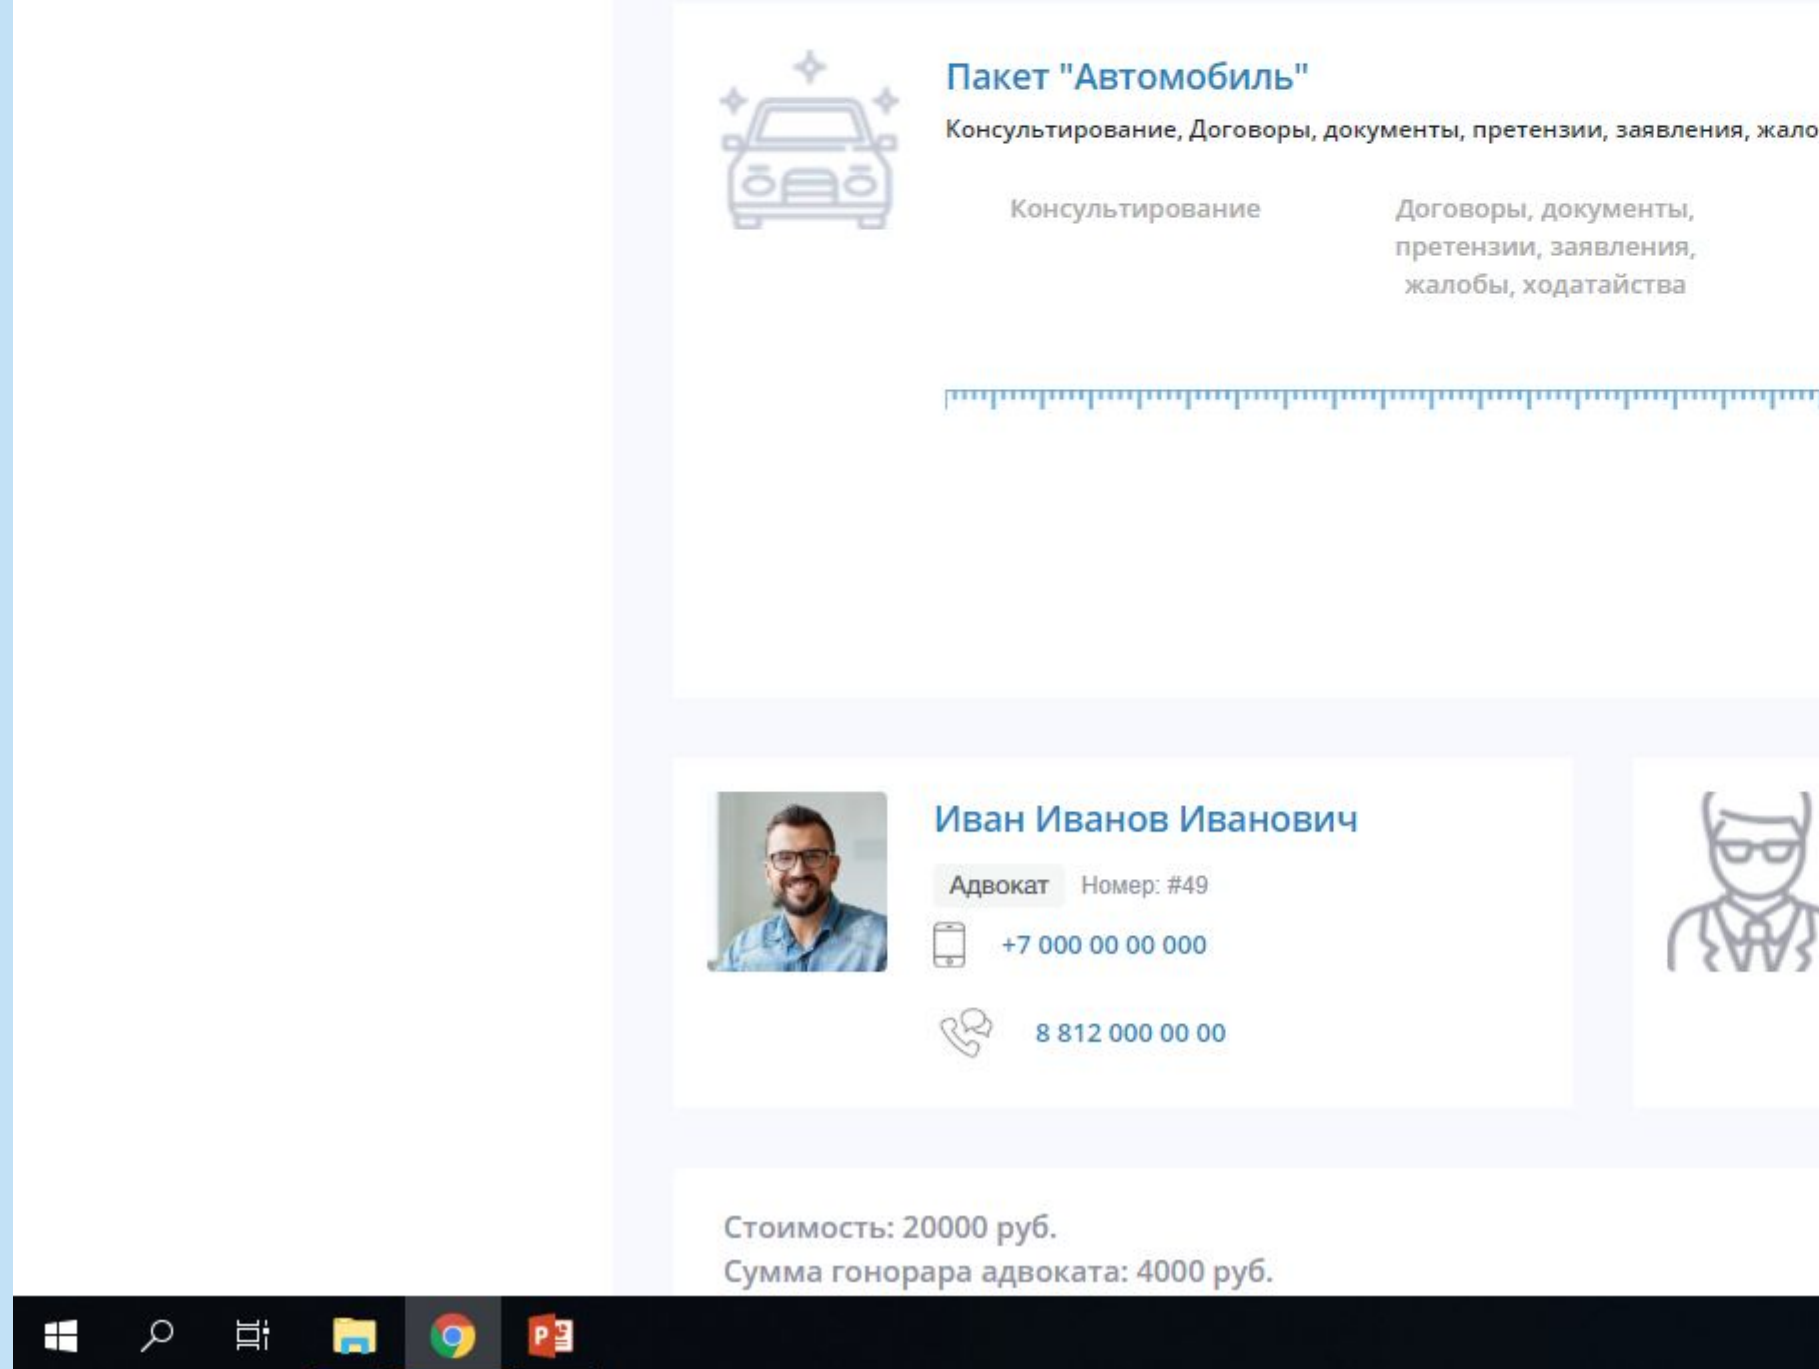 Пакет "Автомобиль"
Консультирование, Договоры, документы, претензии, заявления, жало
Консультирование
Договоры, документы,
претензии, заявления,
жалобы, ходатайства
Иван Иванов Иванович
Адвокат Номер: #49
+7 000 00 00 000
8 812 000 00 00
Стоимость: 20000 руб.
Сумма гонорара адвоката: 4000 руб.